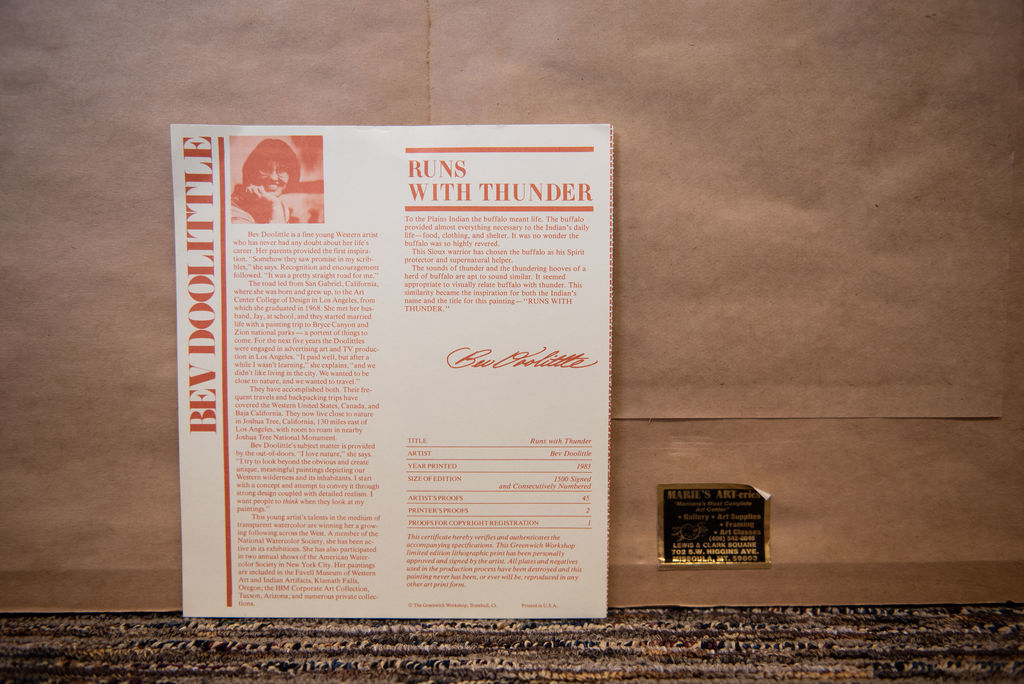 BEV DOOLITTLE
Bev Doolittle is a fine young Western artist
who has never had any doubt about her life's
career. Her parents provided the first inspira-
tion. "Somehow they saw promise in my scrib-
bles," she says. Recognition and encouragement
followed. "It was a pretty straight road for me."
The road led from San Gabriel, California,
where she was born and grew up, to the Art
Center College of Design in Los Angeles, from
which she graduated in 1968. She met her hus-
band, Jay, at school, and they started married
life with a painting trip to Bryce Canyon and
Zion national parks — a portent of things to
come. For the next five years the Doolittles
were engaged in advertising art and TV produc-
tion in Los Angeles. "It paid well, but after a
while I wasn't learning," she explains, "and we
didn't like living in the city. We wanted to be
close to nature, and we wanted to travel."
They have accomplished both. Their fre-
quent travels and backpacking trips have
covered the Western United States, Canada, and
Baja California. They now live close to nature
in Joshua Tree, California, 130 miles east of
Los Angeles, with room to roam in nearby
Joshua Tree National Monument.
Bev Doolittle's subject matter is provided
by the out-of-doors. "I love nature," she says.
"I try to look beyond the obvious and create
unique, meaningful paintings depicting our
Western wilderness and its inhabitants. I start
with a concept and attempt to convey it through
strong design coupled with detailed realism. I
want people to think when they look at my
paintings."
This young artist's talents in the medium of
transparent watercolor are winning her a grow-
ing following across the West. A member of the
National Watercolor Society, she has been ac-
tive in its exhibitions. She has also participated
in two annual shows of the American Water-
color Society in New York City. Her paintings
are included in the Favell Museum of Western
Art and Indian Artifacts, Klamath Falls,
Oregon; the IBM Corporate Art Collection,
Tucson, Arizona; and numerous private collec-
tions.
RUNS
WITH THUNDER
To the Plains Indian the buffalo meant life. The buffalo
provided almost everything necessary to the Indian's daily
life—food, clothing, and shelter. It was no wonder the
buffalo was so highly revered.
This Sioux warrior has chosen the buffalo as his Spirit
protector and supernatural helper.
The sounds of thunder and the thundering hooves of a
herd of buffalo are apt to sound similar. It seemed
appropriate to visually relate buffalo with thunder. This
similarity became the inspiration for both the Indian's
name and the title for this painting—"RUNS WITH
THUNDER."
Bev Doolittle
TITLE Runs with Thunder
ARTIST Bev Doolittle
YEAR PRINTED 1983
SIZE OF EDITION 1500 Signed
and Consecutively Numbered
ARTIST'S PROOFS 45
PRINTER'S PROOFS 2
PROOFS FOR COPYRIGHT REGISTRATION 1
This certificate hereby verifies and authenticates the
accompanying specifications. This Greenwich Workshop
limited edition lithographic print has been personally
approved and signed by the artist. All plates and negatives
used in the production process have been destroyed and this
painting never has been, or ever will be, reproduced in any
other art print form.
© The Greenwich Workshop, Trumbull, Ct. Printed in U.S.A.
MARIE'S ART-eries
"Montana's Most Complete
Art Center"
• Gallery • Art Supplies
• Framing
• Art Classes
(406) 542-0046
LEWIS & CLARK SQUARE
702 S.W. HIGGINS AVE.
MISSOULA, MT. 59803